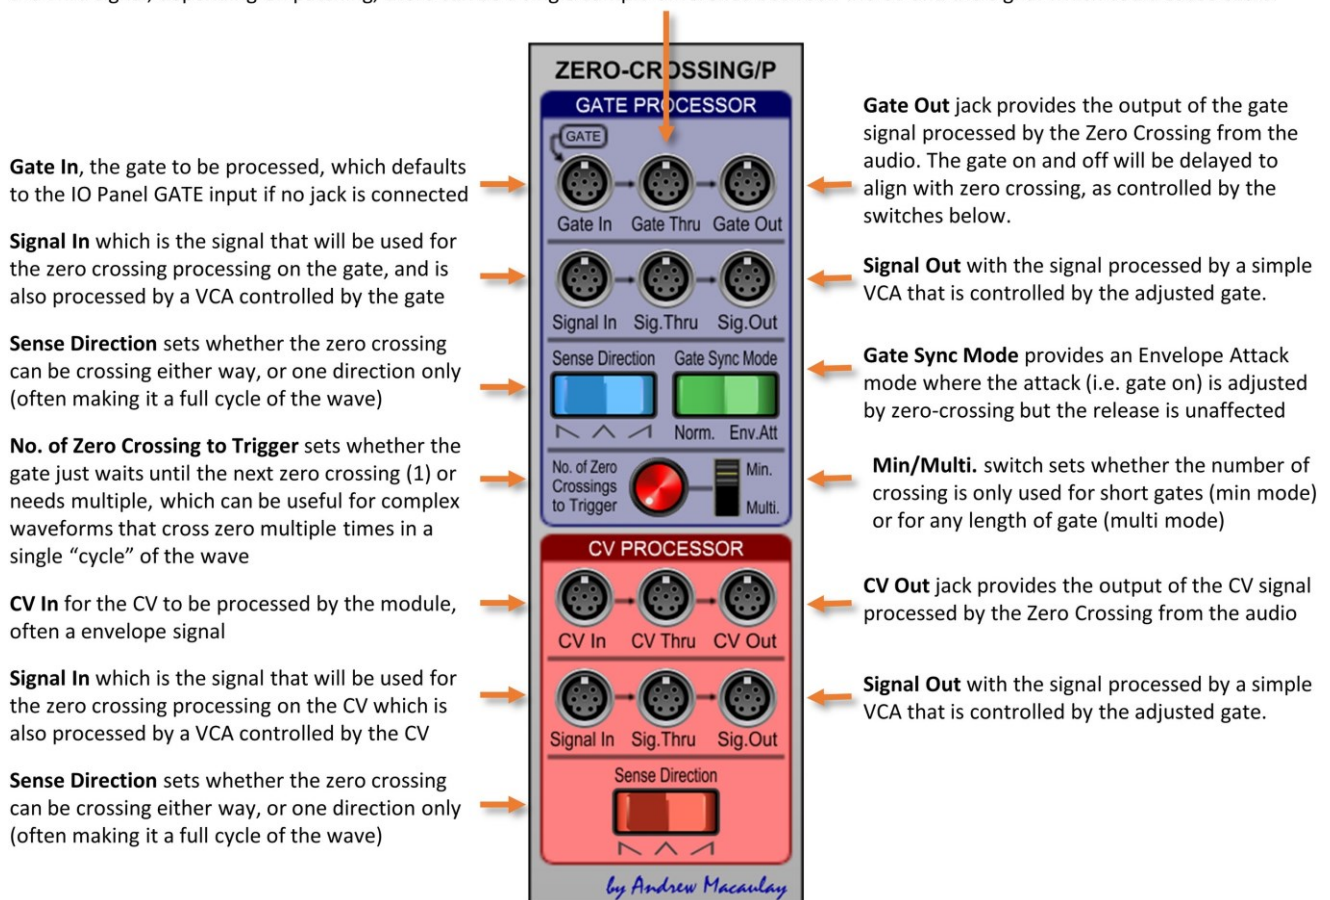 Gate In, the gate to be processed, which defaults
to the IO Panel GATE input if no jack is connected
Signal In which is the signal that will be used for
the zero crossing processing on the gate, and is
also processed by a VCA controlled by the gate
Sense Direction sets whether the zero crossing
can be crossing either way, or one direction only
(often making it a full cycle of the wave)
No. of Zero Crossing to Trigger sets whether the
gate just waits until the next zero crossing (1) or
needs multiple, which can be useful for complex
waveforms that cross zero multiple times in a
single “cycle” of the wave
CV In for the CV to be processed by the module,
often a envelope signal
Signal In which is the signal that will be used for
the zero crossing processing on the CV which is
also processed by a VCA controlled by the CV
Sense Direction sets whether the zero crossing
can be crossing either way, or one direction only
(often making it a full cycle of the wave)
ZERO-CROSSING/P
GATE PROCESSOR
GATE
Gate In Gate Thru Gate Out
Signal In Sig.Thru Sig.Out
Sense Direction Gate Sync Mode
Norm. Env.Att
No. of Zero
Crossings
to Trigger
Min.
Multi.
CV PROCESSOR
CV In CV Thru CV Out
Signal In Sig.Thru Sig.Out
Sense Direction
by Andrew Macaulay
Gate Out jack provides the output of the gate
signal processed by the Zero Crossing from the
audio. The gate on and off will be delayed to
align with zero crossing, as controlled by the
switches below.
Signal Out with the signal processed by a simple
VCA that is controlled by the adjusted gate.
Gate Sync Mode provides an Envelope Attack
mode where the attack (i.e. gate on) is adjusted
by zero-crossing but the release is unaffected
Min/Multi. switch sets whether the number of
crossing is only used for short gates (min mode)
or for any length of gate (multi mode)
CV Out jack provides the output of the CV signal
processed by the Zero Crossing from the audio
Signal Out with the signal processed by a simple
VCA that is controlled by the adjusted gate.